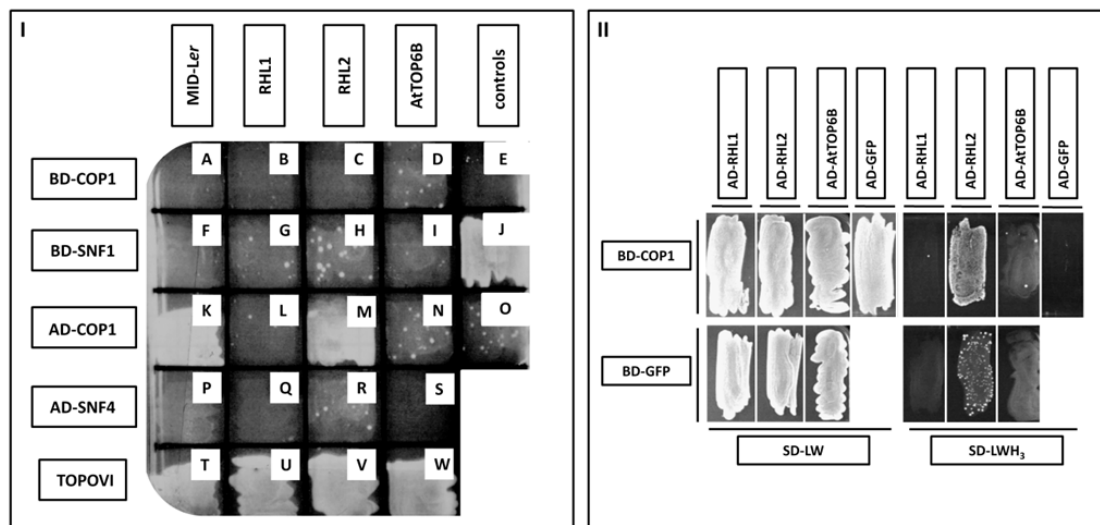 I
MID-Ler
RHL1
RHL2
AtTOP6B
controls
BD-COP1
A B C D E
BD-SNF1
F G H I J
AD-COP1
K L M N O
AD-SNF4
P Q R S
TOPOVI
T U V W
II
AD-RHL1
AD-RHL2
AD-AtTOP6B
AD-GFP
AD-RHL1
AD-RHL2
AD-AtTOP6B
AD-GFP
BD-COP1
BD-GFP
SD-LW
SD-LWH₃